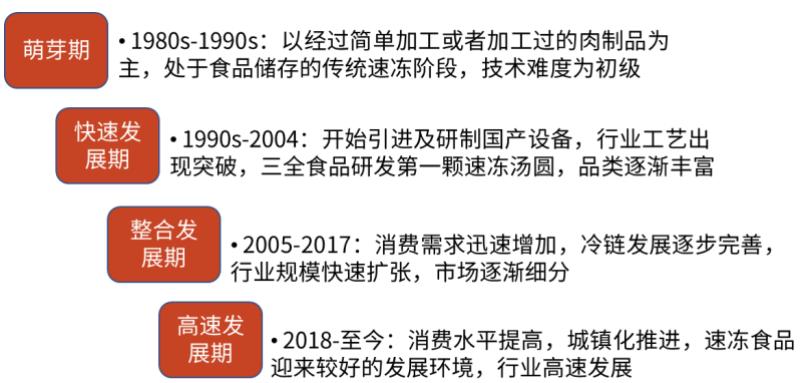 萌芽期
• 1980s-1990s：以经过简单加工或者加工过的肉制品为
主，处于食品储存的传统速冻阶段，技术难度为初级
快速发
展期
• 1990s-2004：开始引进及研制国产设备，行业工艺出
现突破，三全食品研发第一颗速冻汤圆，品类逐渐丰富
整合发
展期
• 2005-2017：消费需求迅速增加，冷链发展逐步完善，
行业规模快速扩张，市场逐渐细分
高速发
展期
• 2018-至今：消费水平提高，城镇化推进，速冻食品
迎来较好的发展环境，行业高速发展